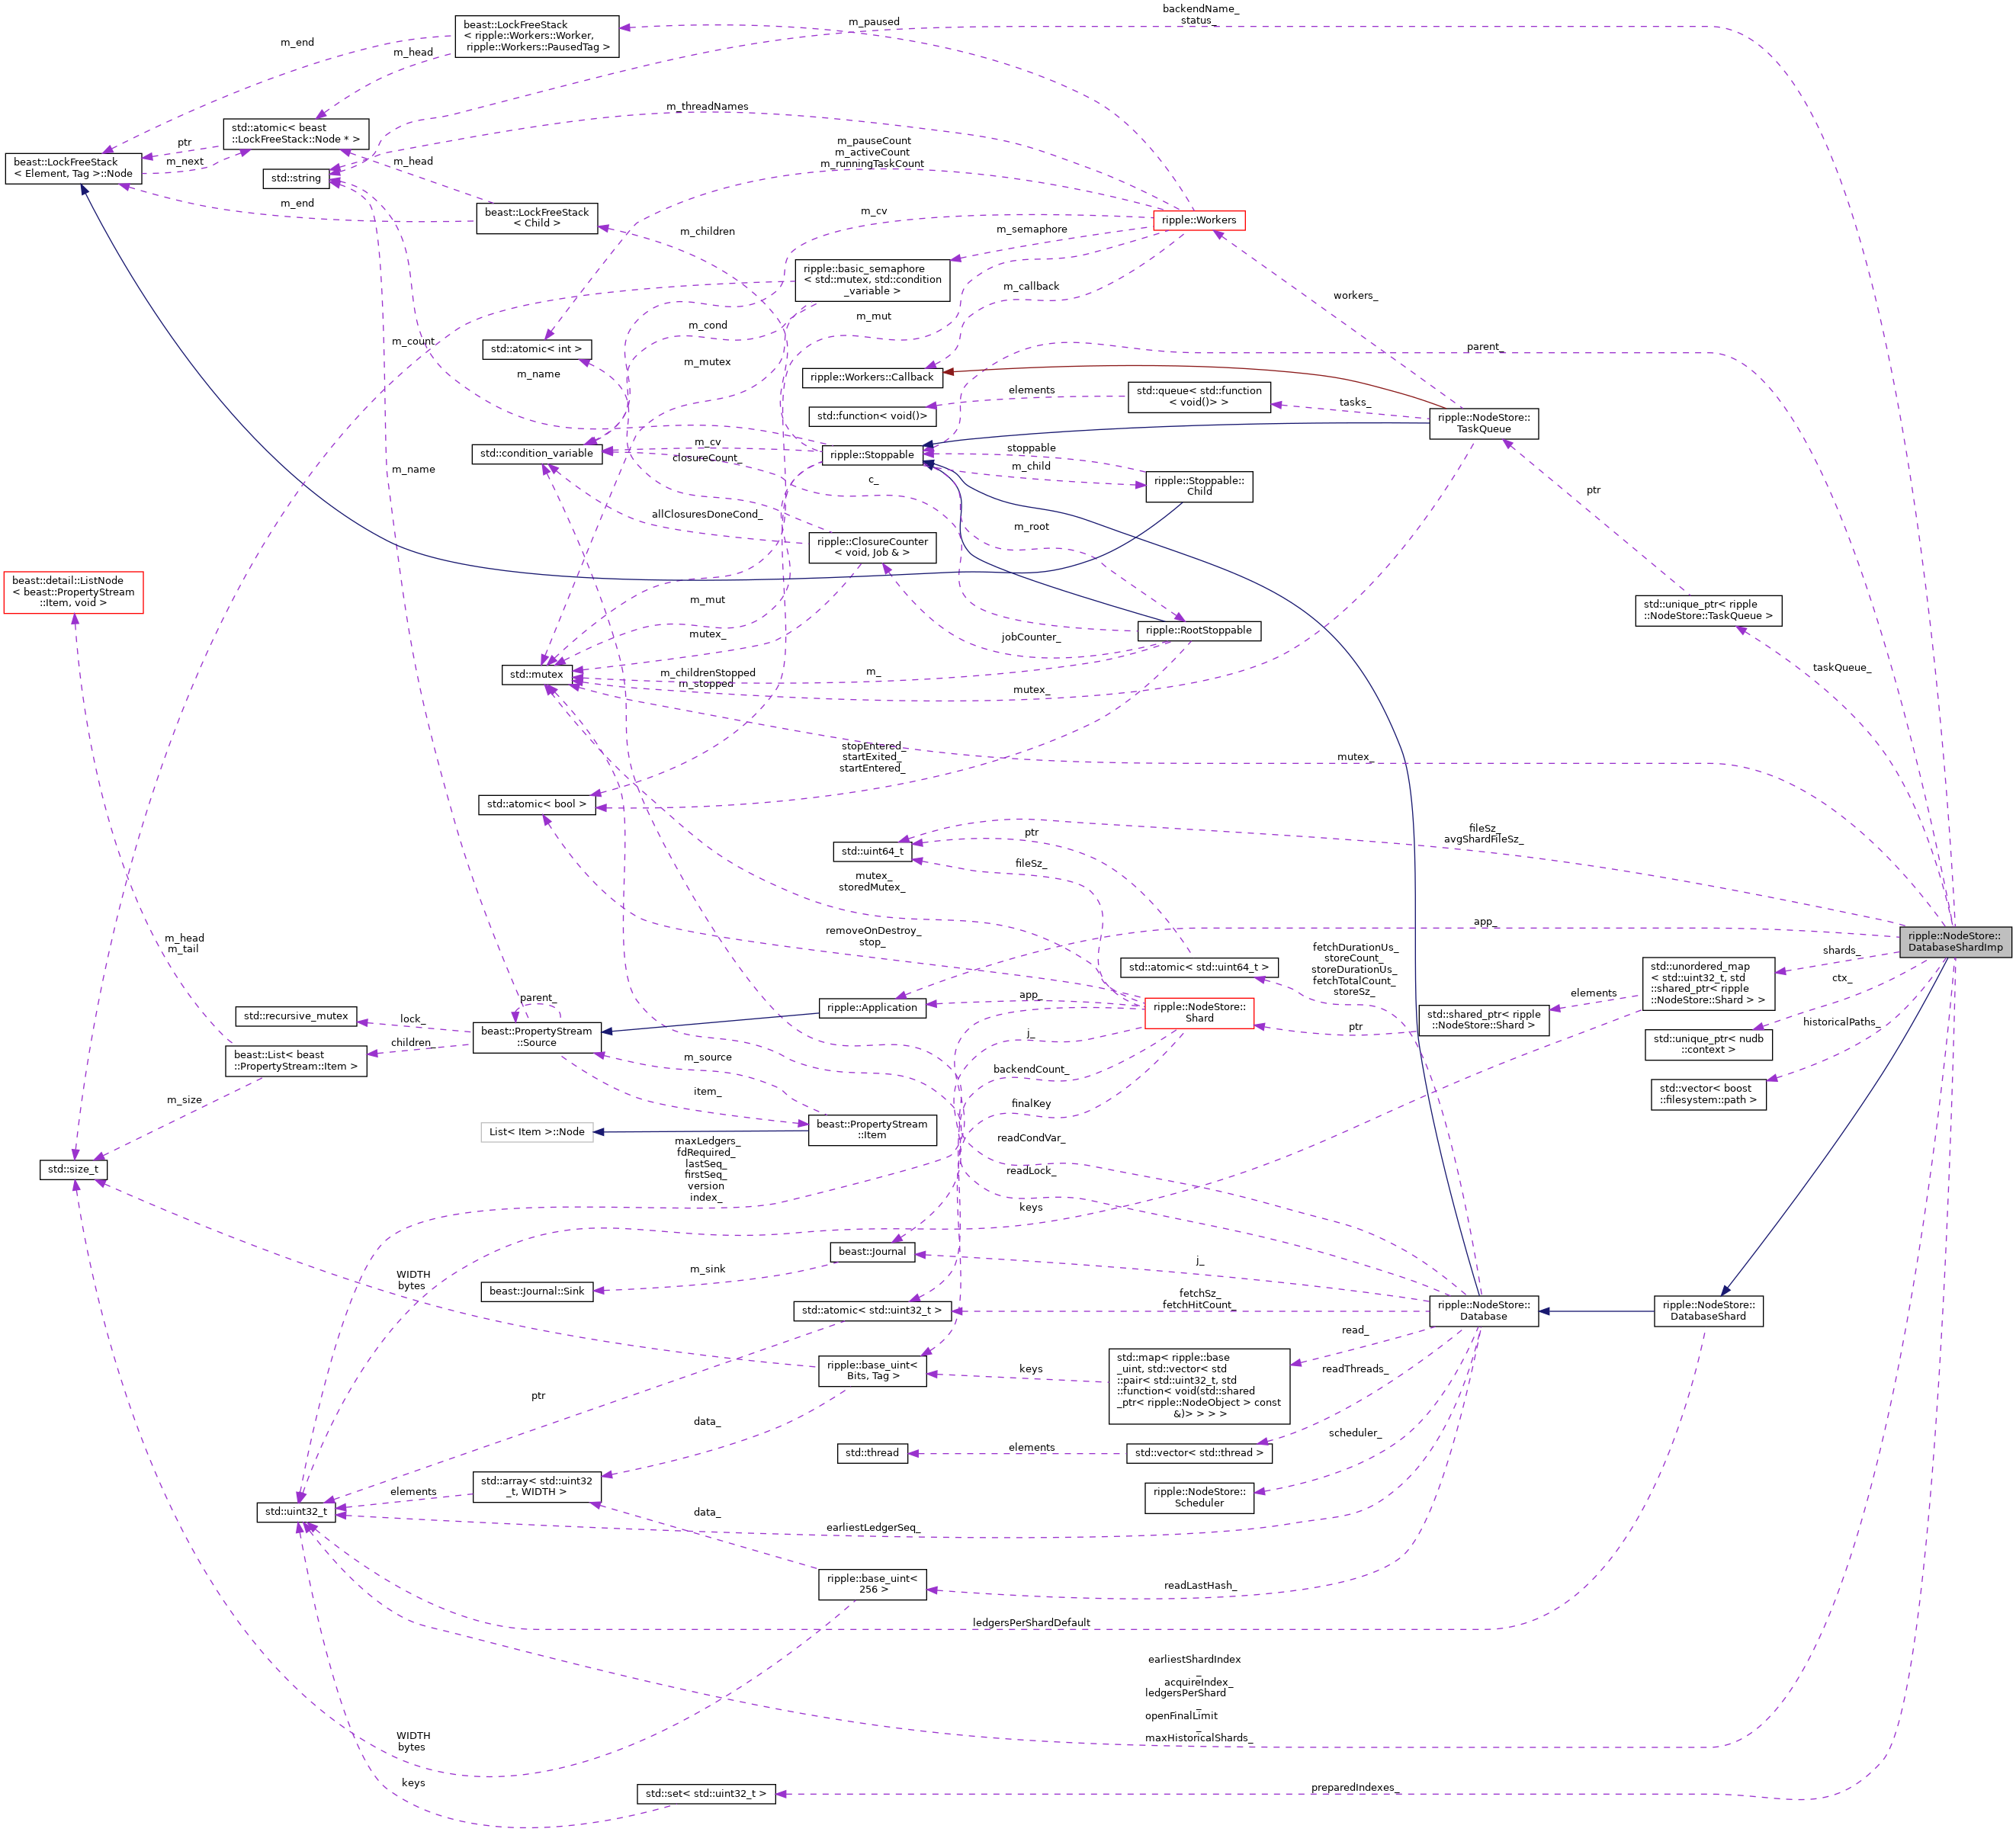 backendName_
status_
beast::LockFreeStack
< ripple::Workers::Worker,
ripple::Workers::PausedTag >
m_paused
m_end
m_head
m_threadNames
std::atomic< beast
::LockFreeStack::Node * >
ptr
m_next
beast::LockFreeStack
< Element, Tag >::Node
std::string
m_head
m_end
beast::LockFreeStack
< Child >
m_pauseCount
m_activeCount
m_runningTaskCount
m_cv
ripple::Workers
m_children
m_semaphore
ripple::basic_semaphore
< std::mutex, std::condition
_variable >
m_callback
workers_
m_mut
m_cond
m_count
std::atomic< int >
m_mutex
m_name
parent_
ripple::Workers::Callback
elements
std::queue< std::function
< void()> >
tasks_
std::function< void()>
ripple::NodeStore::
TaskQueue
m_cv
std::condition_variable
ripple::Stoppable
stoppable
m_child
closureCount_
m_name
c_
ripple::Stoppable::
Child
ptr
allClosuresDoneCond_
m_root
ripple::ClosureCounter
< void, Job & >
beast::detail::ListNode
< beast::PropertyStream
::Item, void >
m_mut
mutex_
jobCounter_
ripple::RootStoppable
std::unique_ptr< ripple
::NodeStore::TaskQueue >
std::mutex
m_childrenStopped
m_stopped
m_
mutex_
taskQueue_
stopEntered_
startExited_
startEntered_
mutex_
std::atomic< bool >
fileSz_
avgShardFileSz_
ptr
std::uint64_t
fileSz_
mutex_
storedMutex_
app_
m_head
m_tail
removeOnDestroy_
stop_
fetchDurationUs_
storeCount_
storeDurationUs_
fetchTotalCount_
storeSz_
ripple::NodeStore::
DatabaseShardImp
shards_
std::atomic< std::uint64_t >
std::unordered_map
< std::uint32_t, std
::shared_ptr< ripple
::NodeStore::Shard > >
ctx_
elements
parent_
app_
ripple::Application
ripple::NodeStore::
Shard
std::shared_ptr< ripple
::NodeStore::Shard >
ptr
std::recursive_mutex
lock_
beast::PropertyStream
::Source
historicalPaths_
j_
children_
std::unique_ptr< nudb
::context >
beast::List< beast
::PropertyStream::Item >
m_source
backendCount_
item_
m_size
finalKey
std::vector< boost
::filesystem::path >
List< Item >::Node
beast::PropertyStream
::Item
readCondVar_
maxLedgers_
fdRequired_
lastSeq_
firstSeq_
version
index_
std::size_t
readLock_
keys
beast::Journal
j_
m_sink
beast::Journal::Sink
WIDTH
bytes
fetchSz_
fetchHitCount_
std::atomic< std::uint32_t >
ripple::NodeStore::
Database
ripple::NodeStore::
DatabaseShard
read_
ripple::base_uint<
Bits, Tag >
keys
std::map< ripple::base
_uint, std::vector< std
::pair< std::uint32_t, std
::function< void(std::shared
_ptr< ripple::NodeObject > const
&)> > > >
readThreads_
ptr
data_
scheduler_
std::thread
elements
std::vector< std::thread >
std::array< std::uint32
_t, WIDTH >
elements
ripple::NodeStore::
Scheduler
std::uint32_t
data_
earliestLedgerSeq_
ripple::base_uint<
256 >
readLastHash_
ledgersPerShardDefault
earliestShardIndex
_
acquireIndex_
ledgersPerShard
_
openFinalLimit
_
maxHistoricalShards_
WIDTH
bytes
keys
std::set< std::uint32_t >
preparedIndexes_